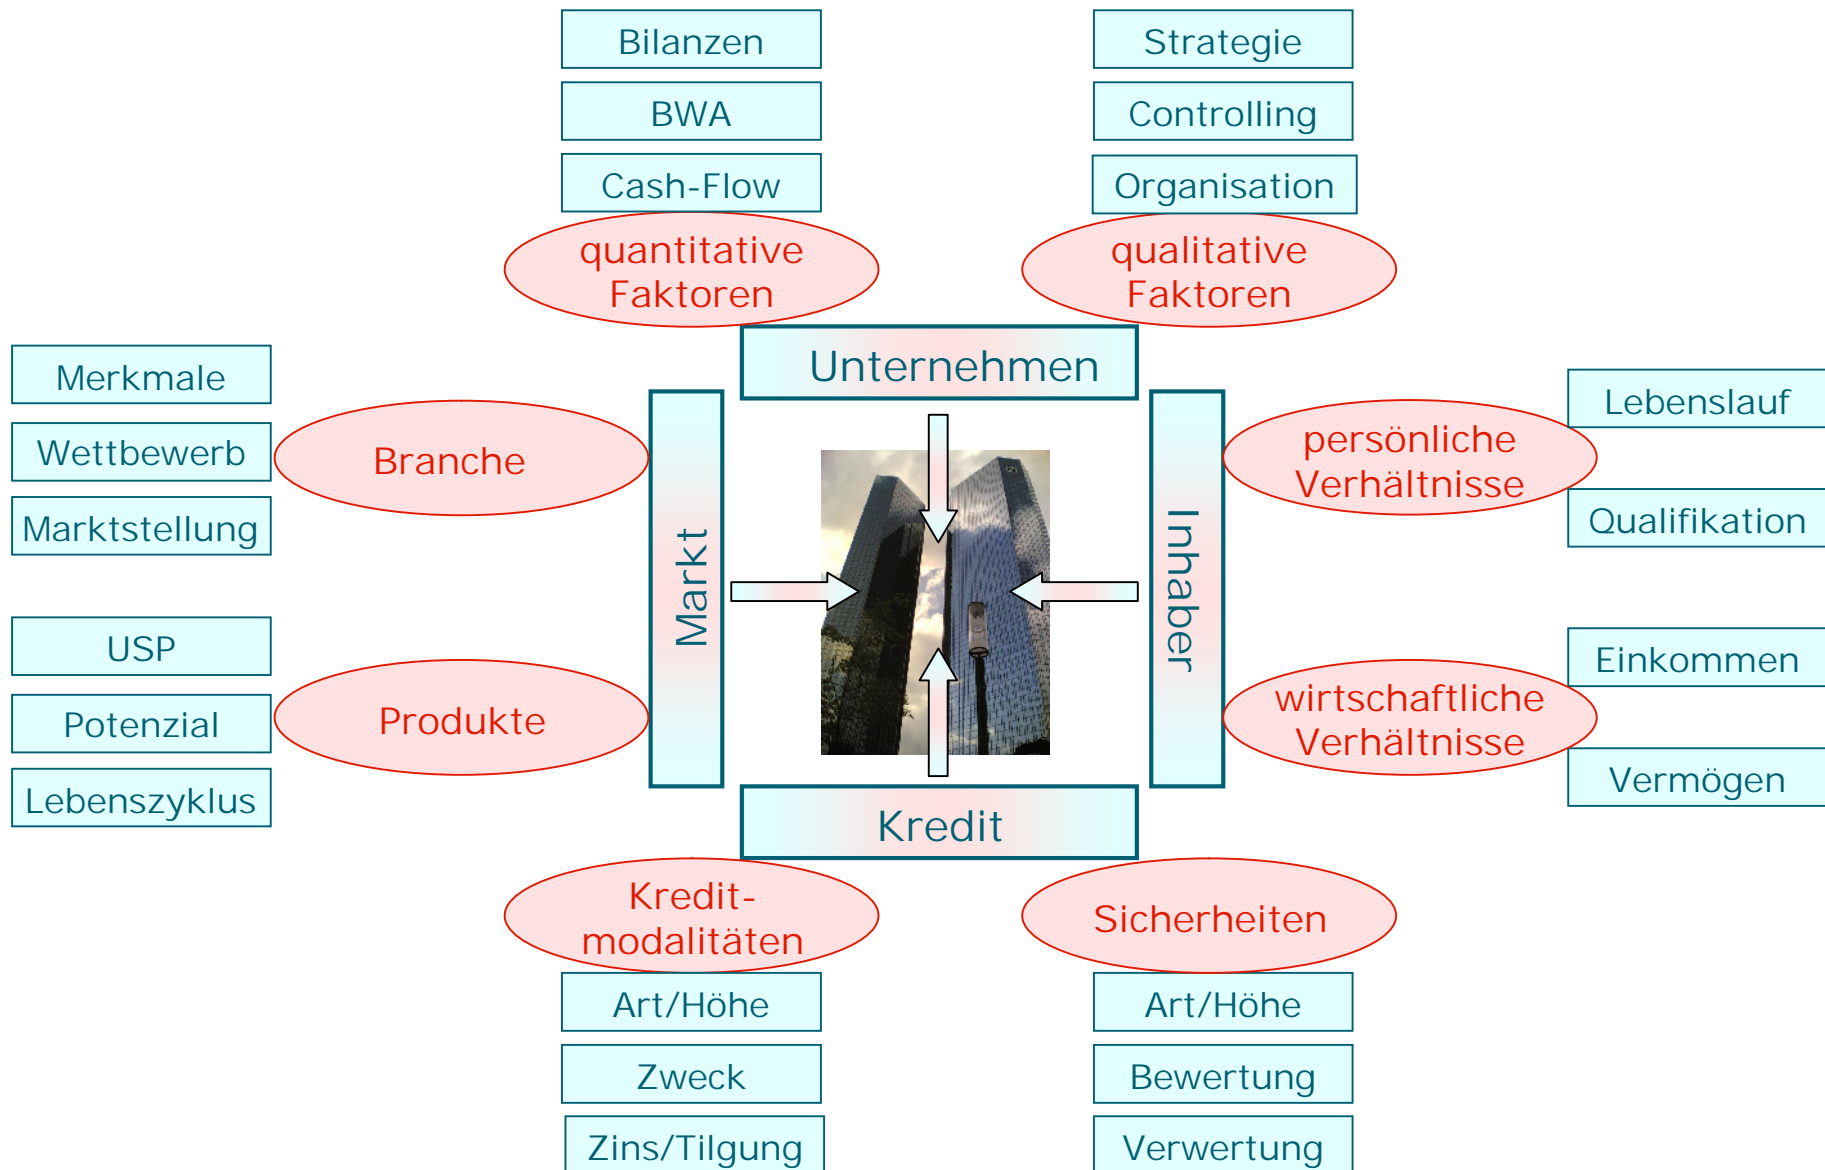 Bilanzen
BWA
Cash-Flow
quantitative
Faktoren
Strategie
Controlling
Organisation
qualitative
Faktoren
Unternehmen
Merkmale
Wettbewerb
Marktstellung
Branche
USP
Potenzial
Lebenszyklus
Produkte
Markt
Inhaber
persönliche
Verhältnisse
Lebenslauf
Qualifikation
wirtschaftliche
Verhältnisse
Einkommen
Vermögen
Kredit
Kredit-
modalitäten
Art/Höhe
Zweck
Zins/Tilgung
Sicherheiten
Art/Höhe
Bewertung
Verwertung